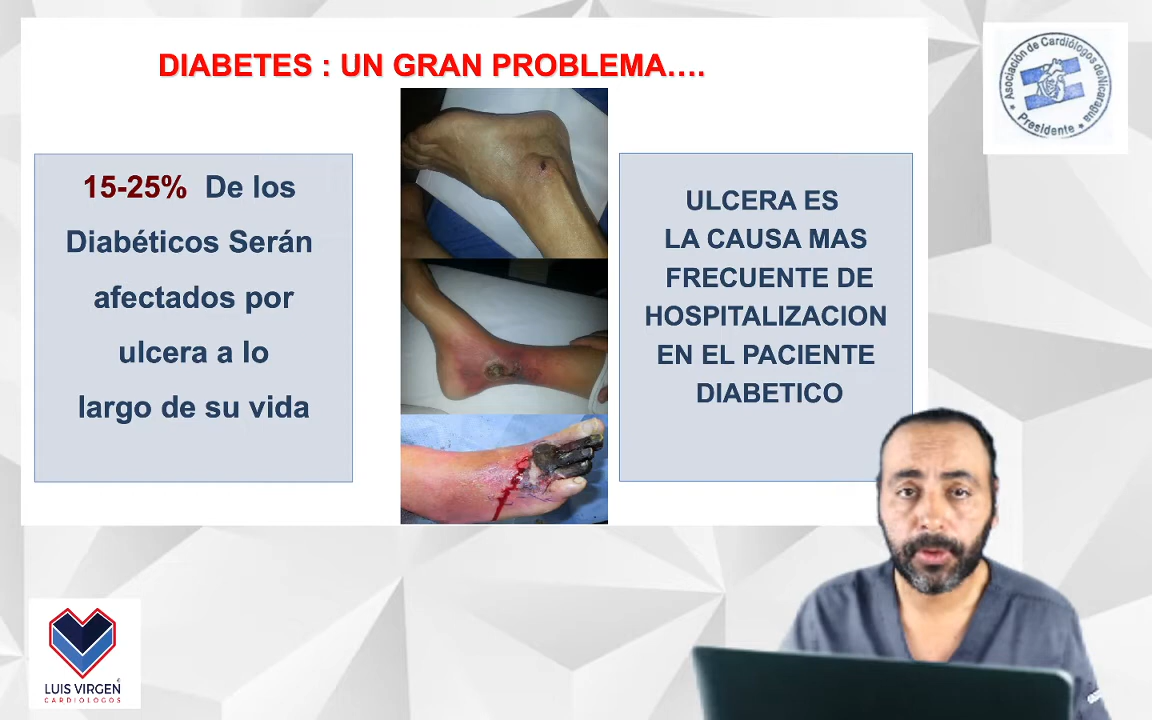 DIABETES : UN GRAN PROBLEMA....
15-25% De los
Diabéticos Serán
afectados por
ulcera a lo
largo de su vida
ULCERA ES
LA CAUSA MAS
FRECUENTE DE
HOSPITALIZACION
EN EL PACIENTE
DIABETICO
Asociación de Cardiólogos de Nicaragua
* Presidente *
LUIS VIRGEN
CARDIOLOGOS